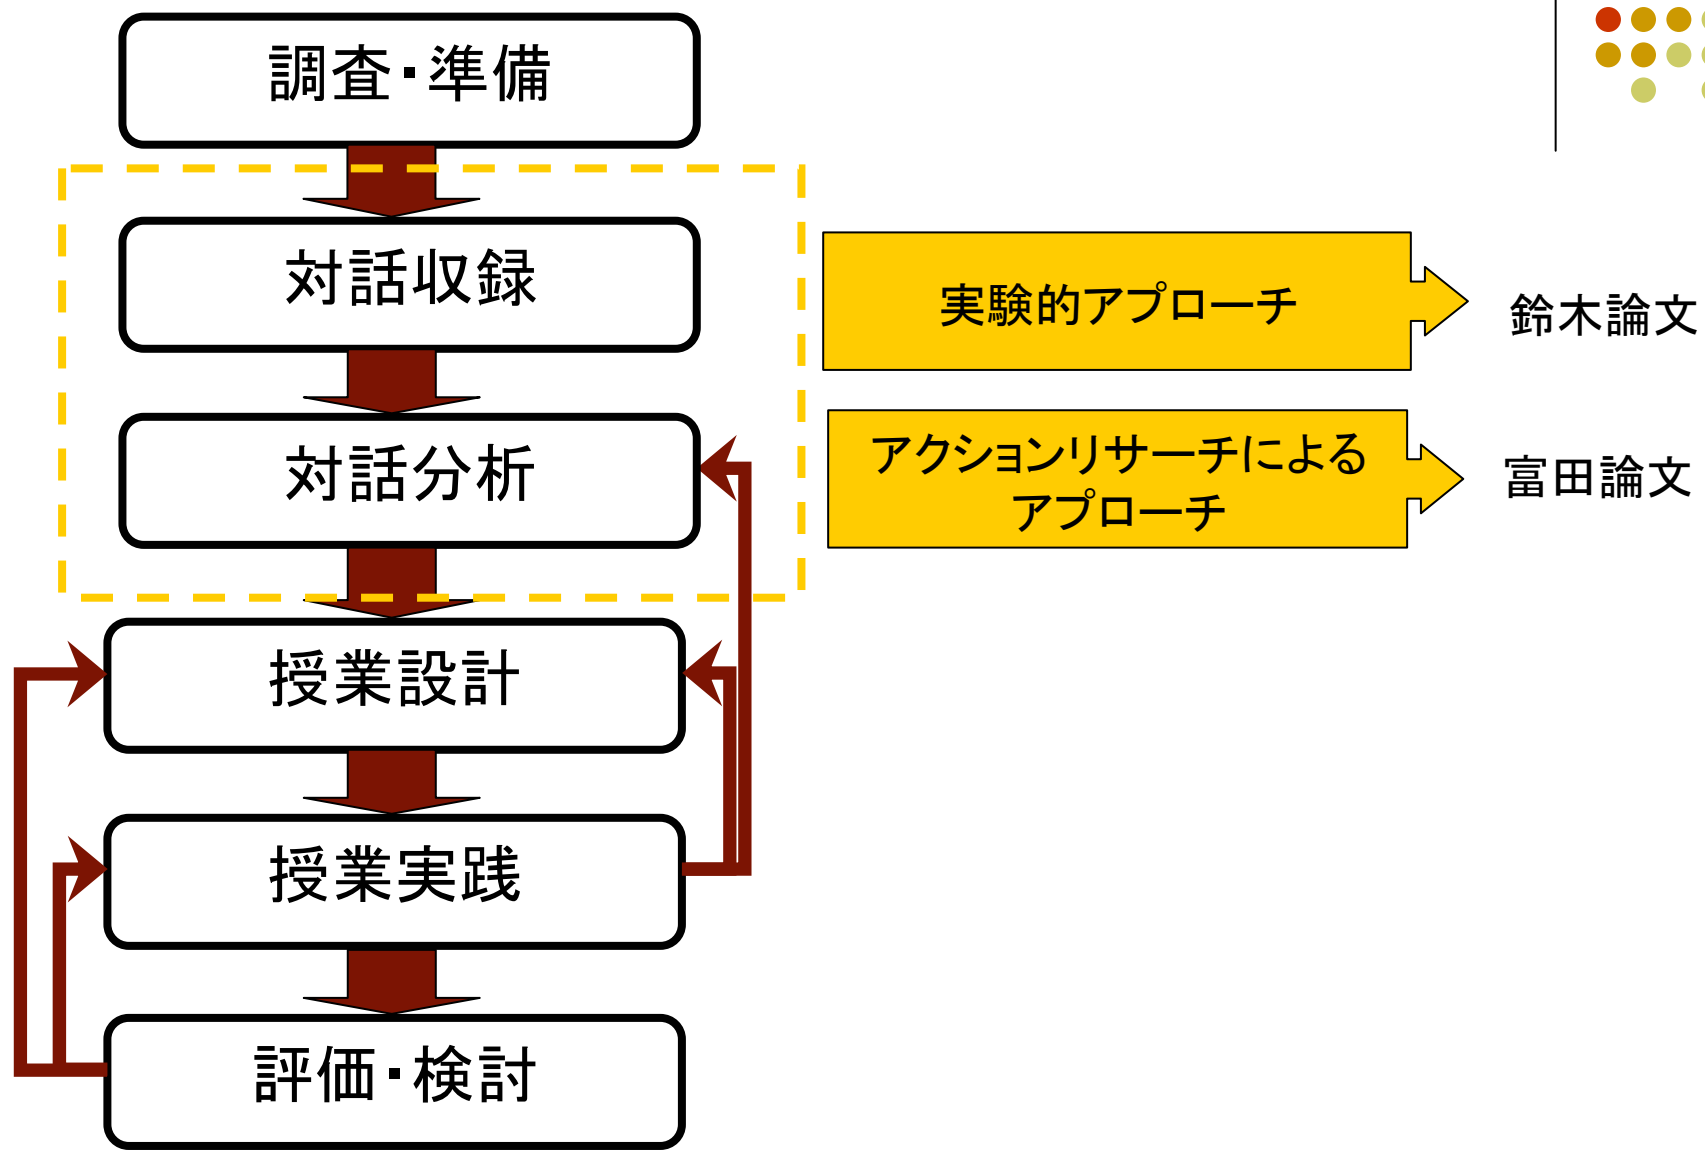 調査・準備
対話収録
実験的アプローチ
鈴木論文
対話分析
アクションリサーチによる
アプローチ
富田論文
授業設計
授業実践
評価・検討